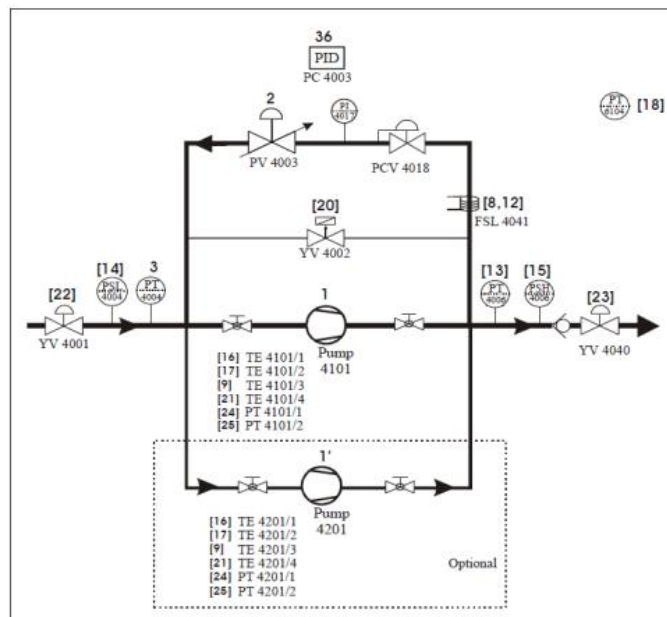 36
PID
PC 4003
2
PI
4017
PT
6104
[18]
PV 4003
PCV 4018
[20]
[8,12]
FSL 4041
YV 4002
[22]
[14]
PSL
4004
3
PT
4004
1
[13]
PT
4006
[15]
PSH
4006
[23]
YV 4001
YV 4040
Pump
4101
[16] TE 4101/1
[17] TE 4101/2
[9] TE 4101/3
[21] TE 4101/4
[24] PT 4101/1
[25] PT 4101/2
1'
Pump
4201
[16] TE 4201/1
[17] TE 4201/2
[9] TE 4201/3
[21] TE 4201/4
[24] PT 4201/1
[25] PT 4201/2
Optional